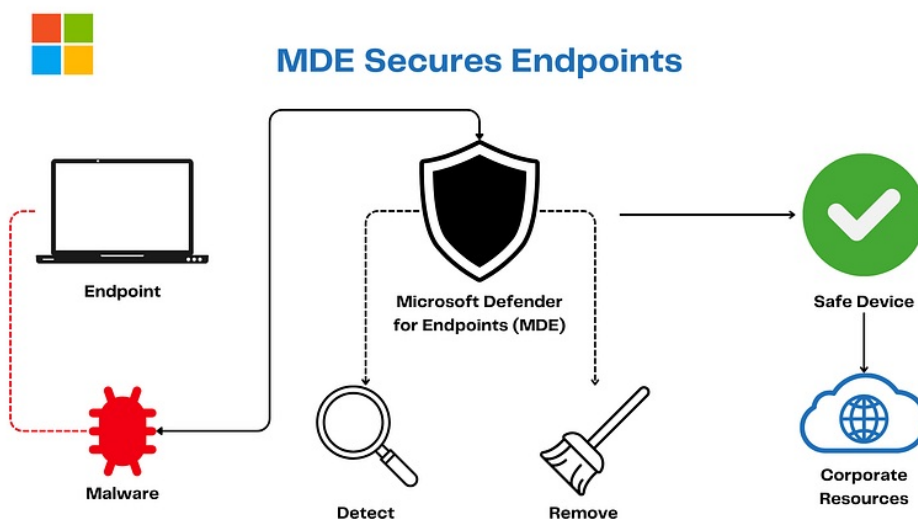 MDE Secures Endpoints
Endpoint
Microsoft Defender
for Endpoints (MDE)
Safe Device
Malware
Detect
Remove
Corporate
Resources